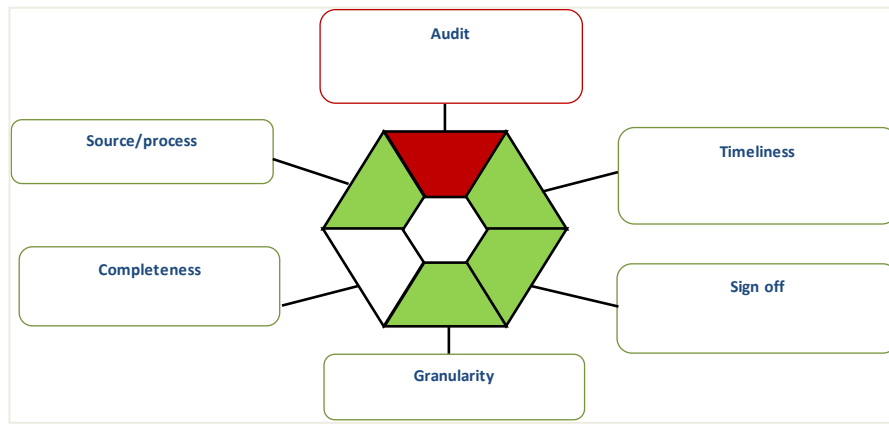 Audit
Source/process
Timeliness
Completeness
Sign off
Granularity